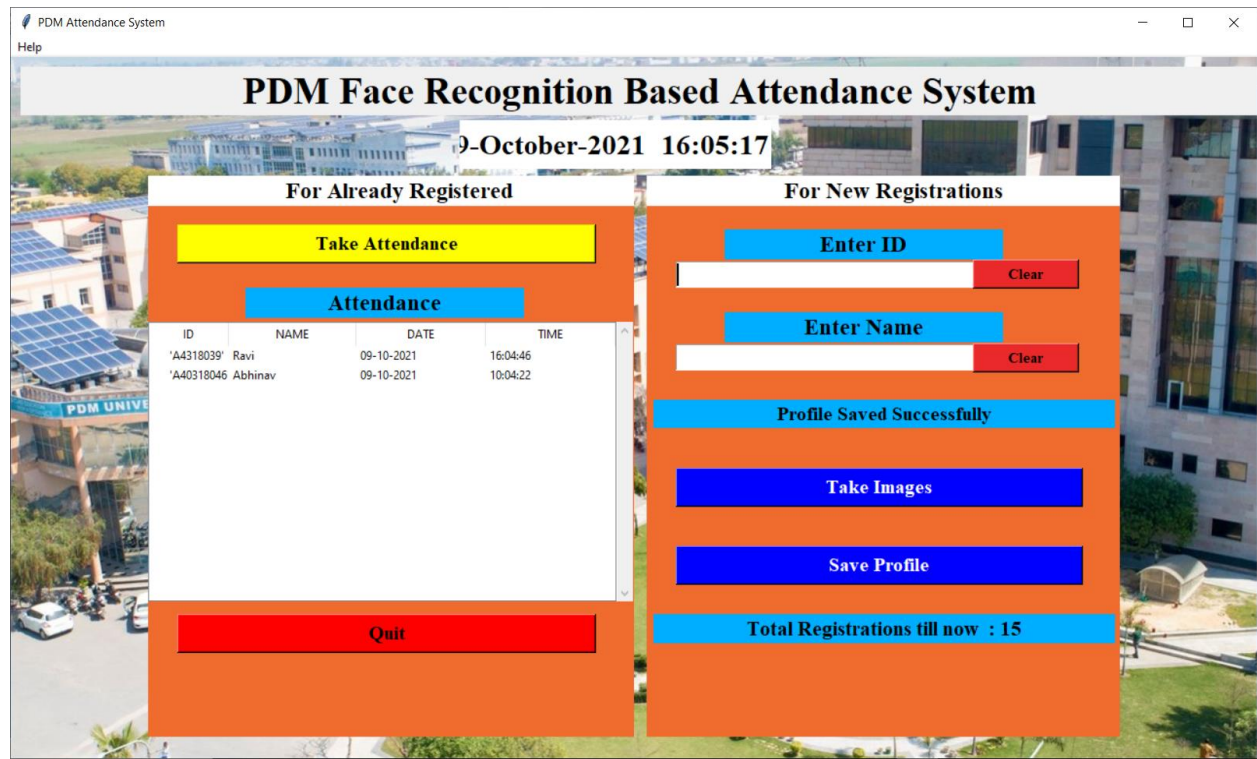 PDM Attendance System
Help
PDM Face Recognition Based Attendance System
9-October-2021 16:05:17
For Already Registered
Take Attendance
Attendance
ID NAME DATE TIME
'A4318039' Ravi 09-10-2021 16:04:46
'A40318046 Abhinav 09-10-2021 10:04:22
Quit
For New Registrations
Enter ID
Clear
Enter Name
Clear
Profile Saved Successfully
Take Images
Save Profile
Total Registrations till now : 15
PDM UNIVE